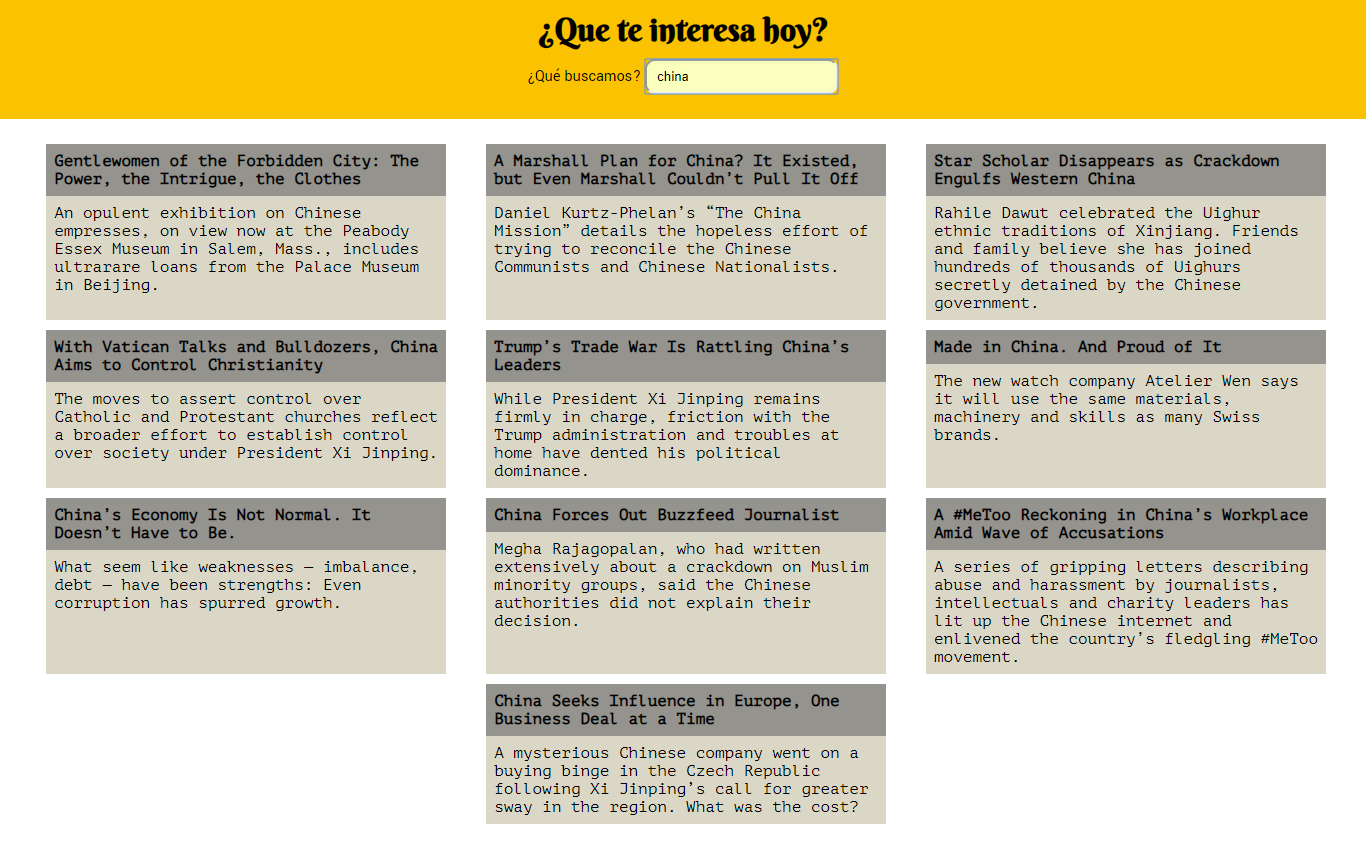 ¿Que te interesa hoy?
¿Qué buscamos? china
Gentlewomen of the Forbidden City: The
Power, the Intrigue, the Clothes
An opulent exhibition on Chinese
empresses, on view now at the Peabody
Essex Museum in Salem, Mass., includes
ultrarare loans from the Palace Museum
in Beijing.
A Marshall Plan for China? It Existed,
but Even Marshall Couldn’t Pull It Off
Daniel Kurtz-Phelan’s “The China
Mission” details the hopeless effort of
trying to reconcile the Chinese
Communists and Chinese Nationalists.
Star Scholar Disappears as Crackdown
Engulfs Western China
Rahile Dawut celebrated the Uighur
ethnic traditions of Xinjiang. Friends
and family believe she has joined
hundreds of thousands of Uighurs
secretly detained by the Chinese
government.
With Vatican Talks and Bulldozers, China
Aims to Control Christianity
The moves to assert control over
Catholic and Protestant churches reflect
a broader effort to establish control
over society under President Xi Jinping.
Trump’s Trade War Is Rattling China’s
Leaders
While President Xi Jinping remains
firmly in charge, friction with the
Trump administration and troubles at
home have dented his political
dominance.
Made in China. And Proud of It
The new watch company Atelier Wen says
it will use the same materials,
machinery and skills as many Swiss
brands.
China’s Economy Is Not Normal. It
Doesn’t Have to Be.
What seem like weaknesses — imbalance,
debt — have been strengths: Even
corruption has spurred growth.
China Forces Out Buzzfeed Journalist
Megha Rajagopalan, who had written
extensively about a crackdown on Muslim
minority groups, said the Chinese
authorities did not explain their
decision.
A #MeToo Reckoning in China’s Workplace
Amid Wave of Accusations
A series of gripping letters describing
abuse and harassment by journalists,
intellectuals and charity leaders has
lit up the Chinese internet and
enlivened the country’s fledgling #MeToo
movement.
China Seeks Influence in Europe, One
Business Deal at a Time
A mysterious Chinese company went on a
buying binge in the Czech Republic
following Xi Jinping’s call for greater
sway in the region. What was the cost?